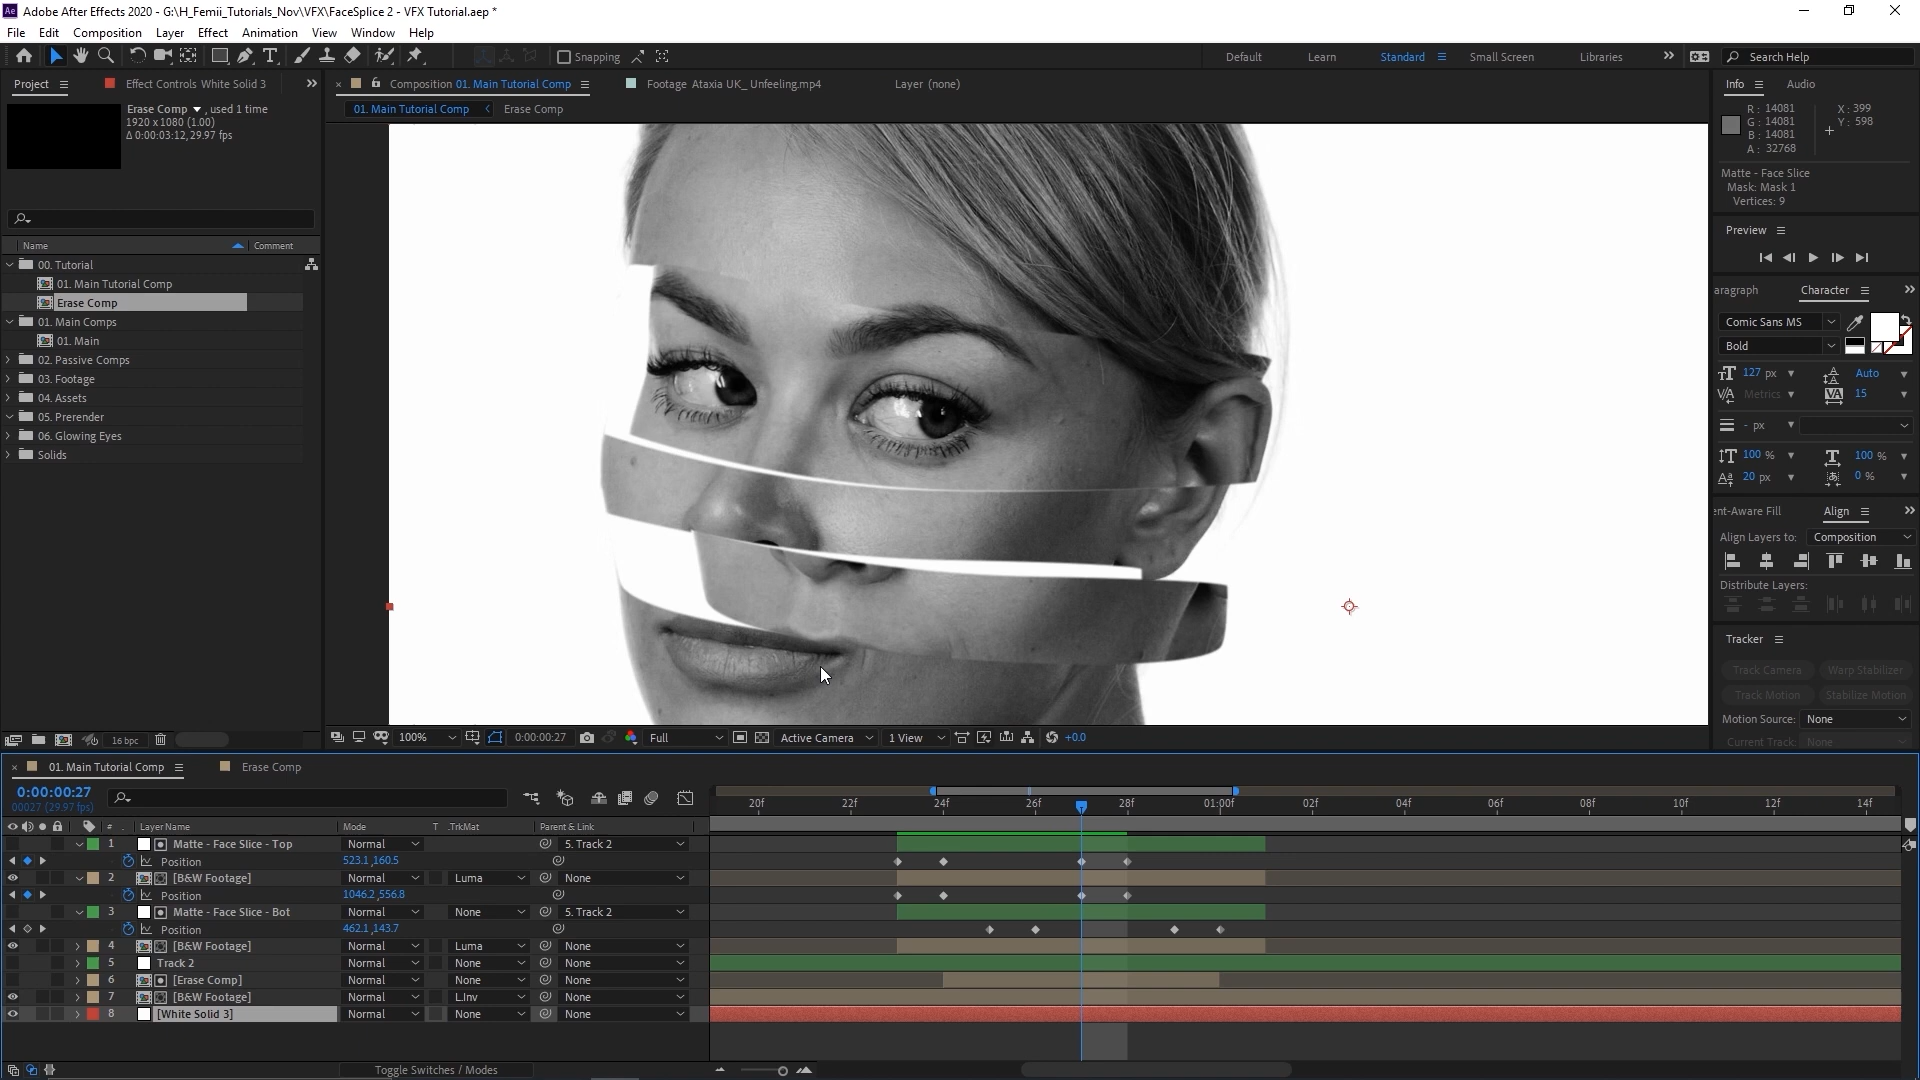 Adobe After Effects 2020 - G:\H_Femii_Tutorials_Nov\VFX\FaceSplice 2 - VFX Tutorial.aep *
File Edit Composition Layer Effect Animation View Window Help
Snapping Default Learn Standard Small Screen Libraries Search Help
Project Effect Controls White Solid 3
Composition 01. Main Tutorial Comp Footage Ataxia UK_ Unfeeling.mp4 Layer (none)
01. Main Tutorial Comp Erase Comp
Erase Comp , used 1 time
1920 x 1080 (1.00)
Δ 0:00:03:12, 29.97 fps
Name Comment
00. Tutorial
01. Main Tutorial Comp
Erase Comp
01. Main Comps
01. Main
02. Passive Comps
03. Footage
04. Assets
05. Prerender
06. Glowing Eyes
Solids
16 bpc
100% 0:00:00:27 Full Active Camera 1 View +0.0
Info Audio
R : 14081 X : 399
G : 14081 Y : 598
B : 14081
A : 32768
Matte - Face Slice
Mask: Mask 1
Vertices: 9
Preview
aragraph Character
Comic Sans MS
Bold
127 px Auto
Metrics 15
- px
100 % 100 %
20 px 0 %
ent-Aware Fill Align
Align Layers to: Composition
Distribute Layers:
Tracker
Track Camera Warp Stabilizer
Track Motion Stabilize Motion
Motion Source: None
Current Track: None
01. Main Tutorial Comp Erase Comp
0:00:00:27
00027 (29.97 fps)
20f 22f 24f 26f 28f 01:00f 02f 04f 06f 08f 10f 12f 14f
# Layer Name Mode T .TrkMat Parent & Link
1 Matte - Face Slice - Top Normal 5. Track 2
Position 523.1 ,160.5
2 [B&W Footage] Normal Luma None
Position 1046.2 ,556.8
3 Matte - Face Slice - Bot Normal None 5. Track 2
Position 462.1 ,143.7
4 [B&W Footage] Normal Luma None
5 Track 2 Normal None None
6 [Erase Comp] Normal None None
7 [B&W Footage] Normal L.Inv None
8 [White Solid 3] Normal None None
Toggle Switches / Modes